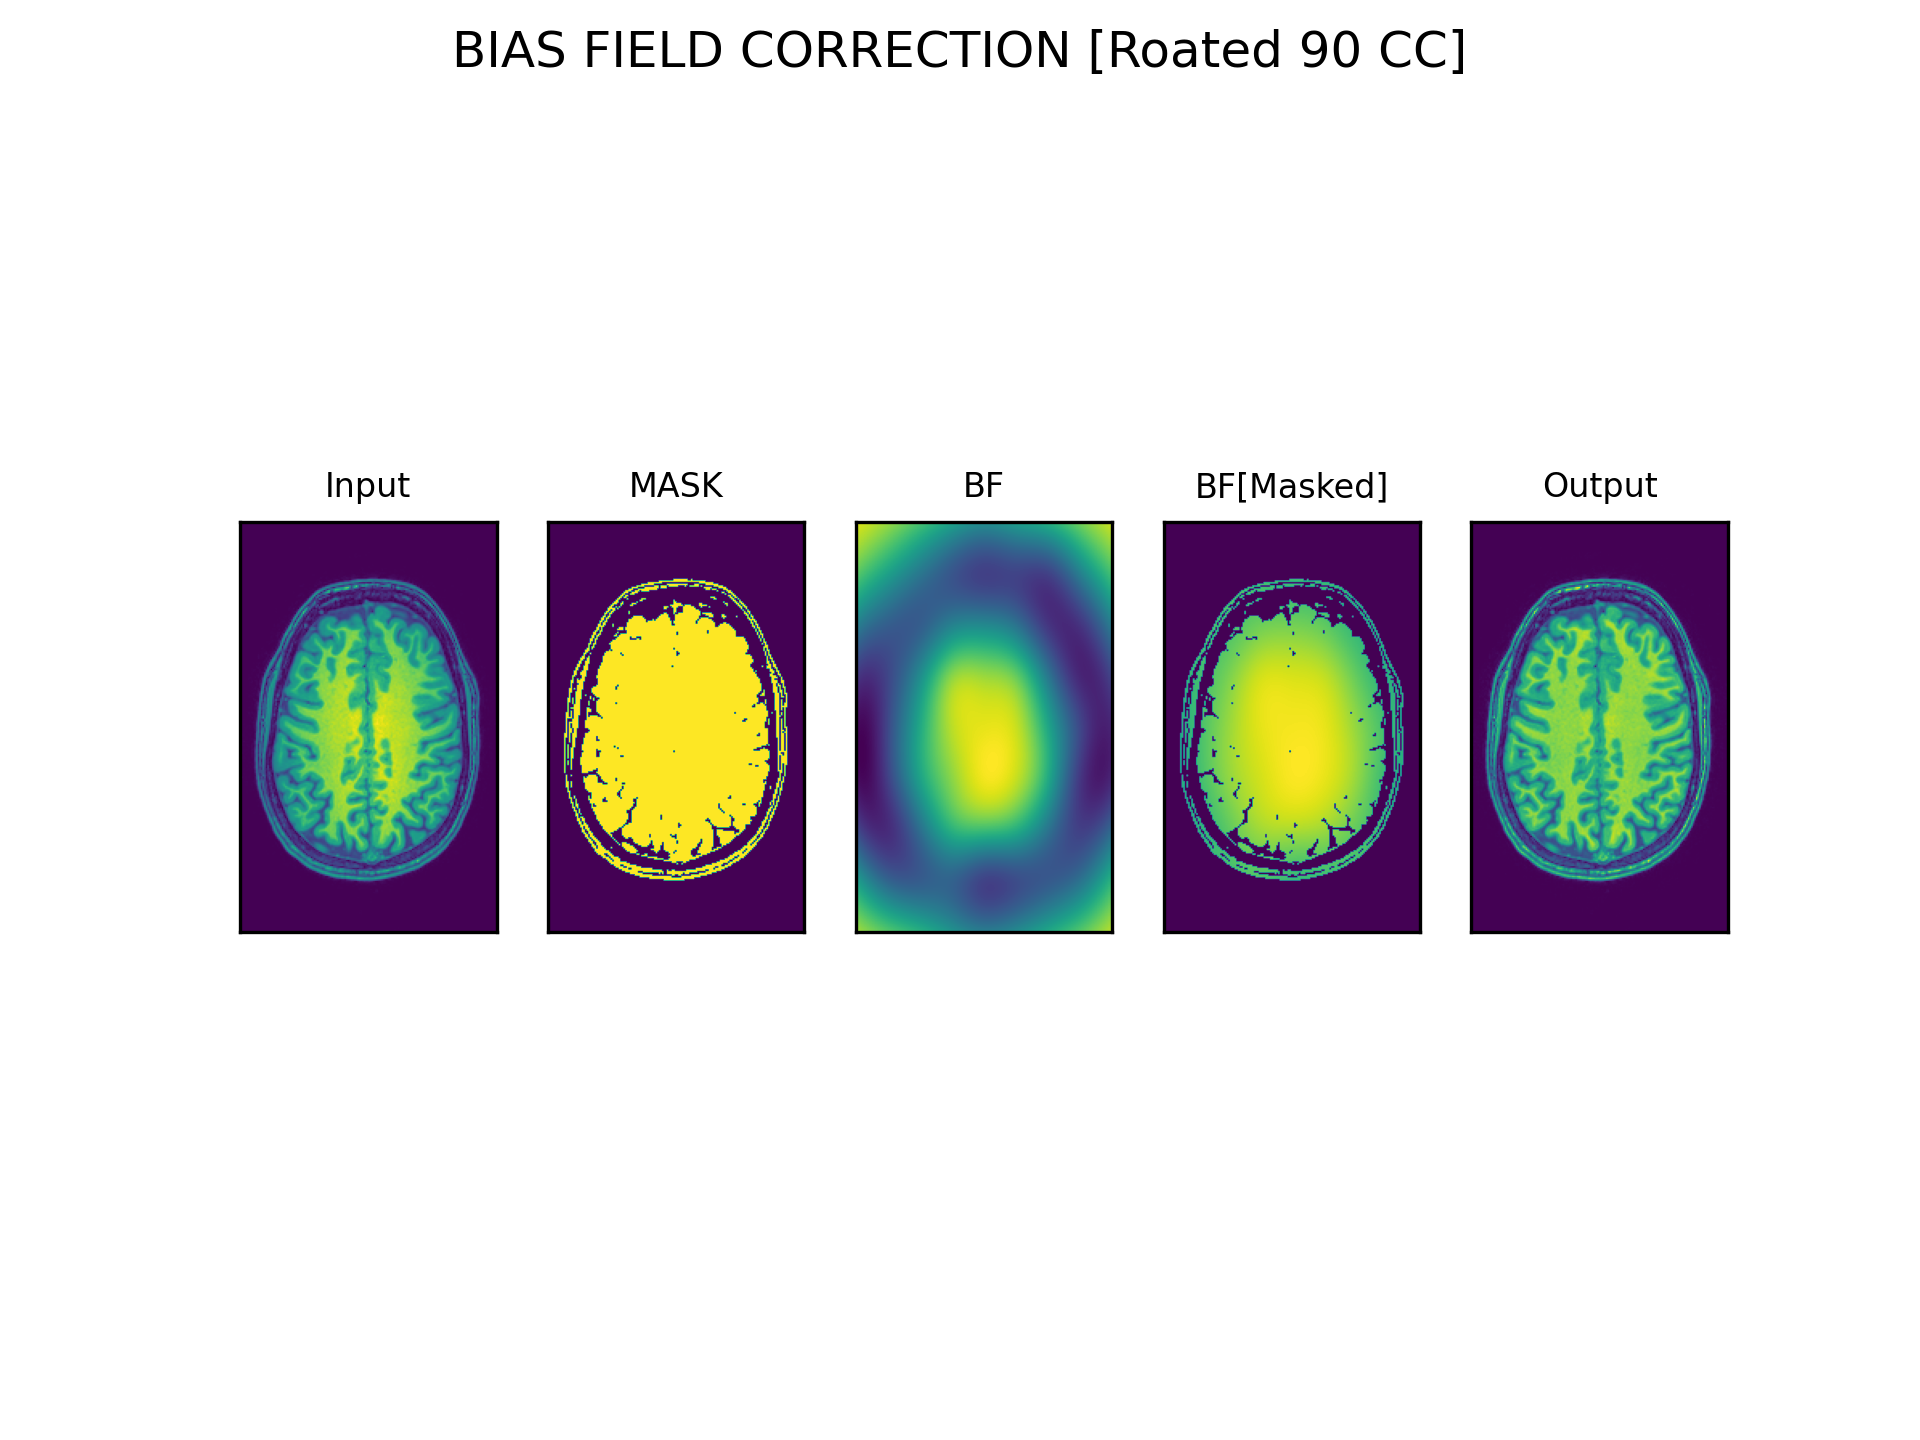 BIAS FIELD CORRECTION [Roated 90 CC]
Input
MASK
BF
BF[Masked]
Output